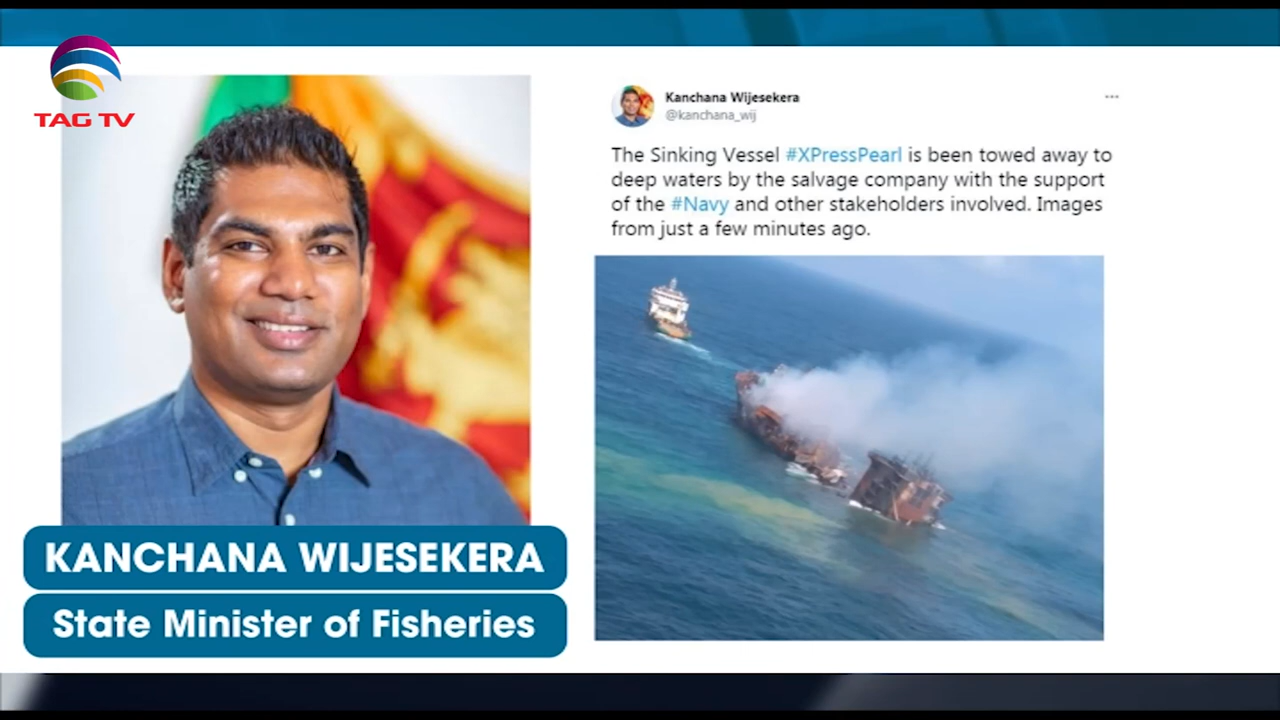 TAG TV
Kanchana Wijesekera
@kanchana_wij
The Sinking Vessel #XPressPearl is been towed away to
deep waters by the salvage company with the support
of the #Navy and other stakeholders involved. Images
from just a few minutes ago.
KANCHANA WIJESEKERA
State Minister of Fisheries